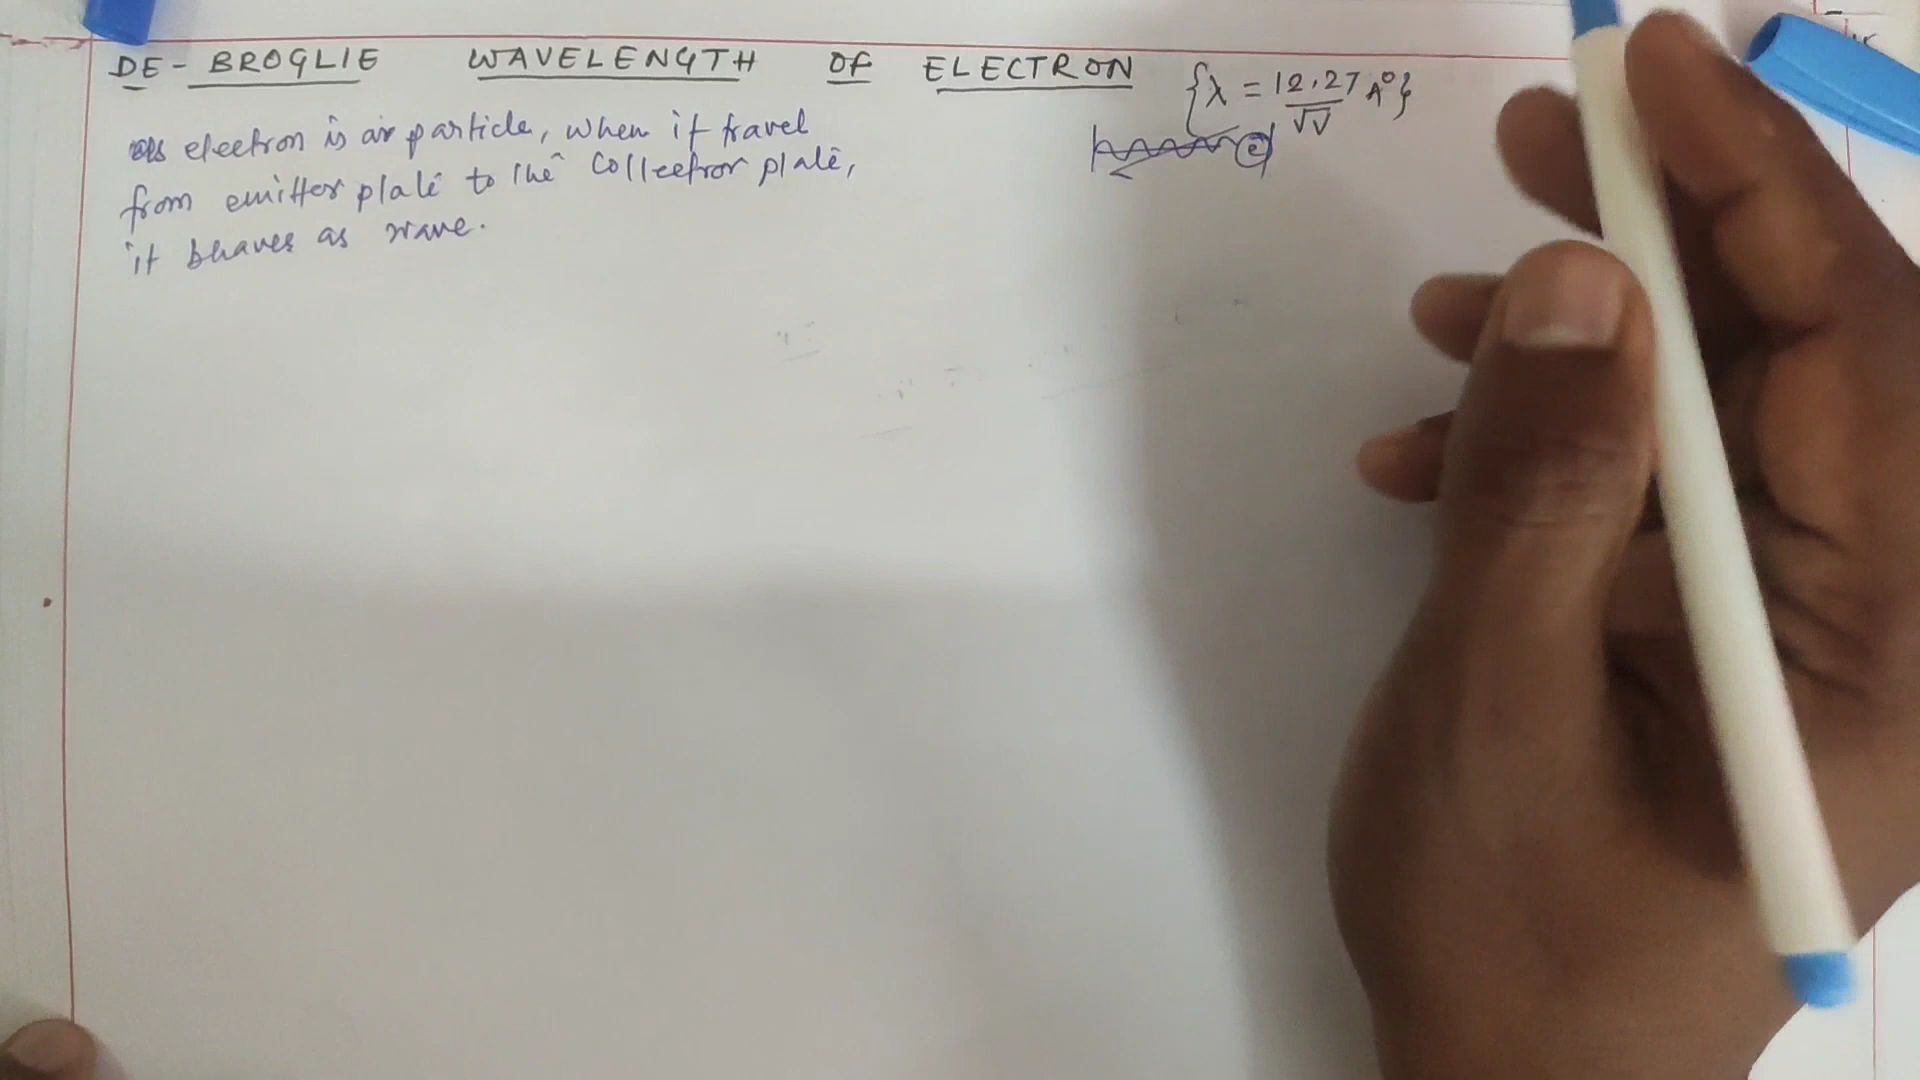 DE-BROGLIE WAVELENGTH OF ELECTRON {λ = 12.27/√V A°}
electron is an particle, when it travel
from emitter plate to the collector plate,
it bhaves as wave.
e